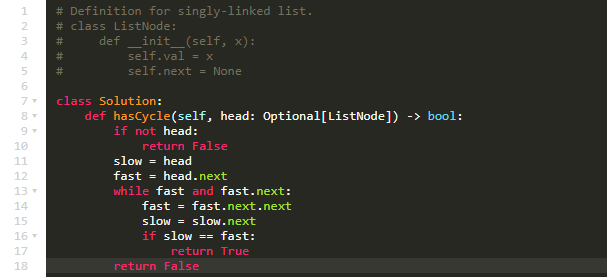 1 # Definition for singly-linked list.
2 # class ListNode:
3 #     def __init__(self, x):
4 #         self.val = x
5 #         self.next = None
6
7 class Solution:
8     def hasCycle(self, head: Optional[ListNode]) -> bool:
9         if not head:
10             return False
11         slow = head
12         fast = head.next
13         while fast and fast.next:
14             fast = fast.next.next
15             slow = slow.next
16             if slow == fast:
17                 return True
18         return False